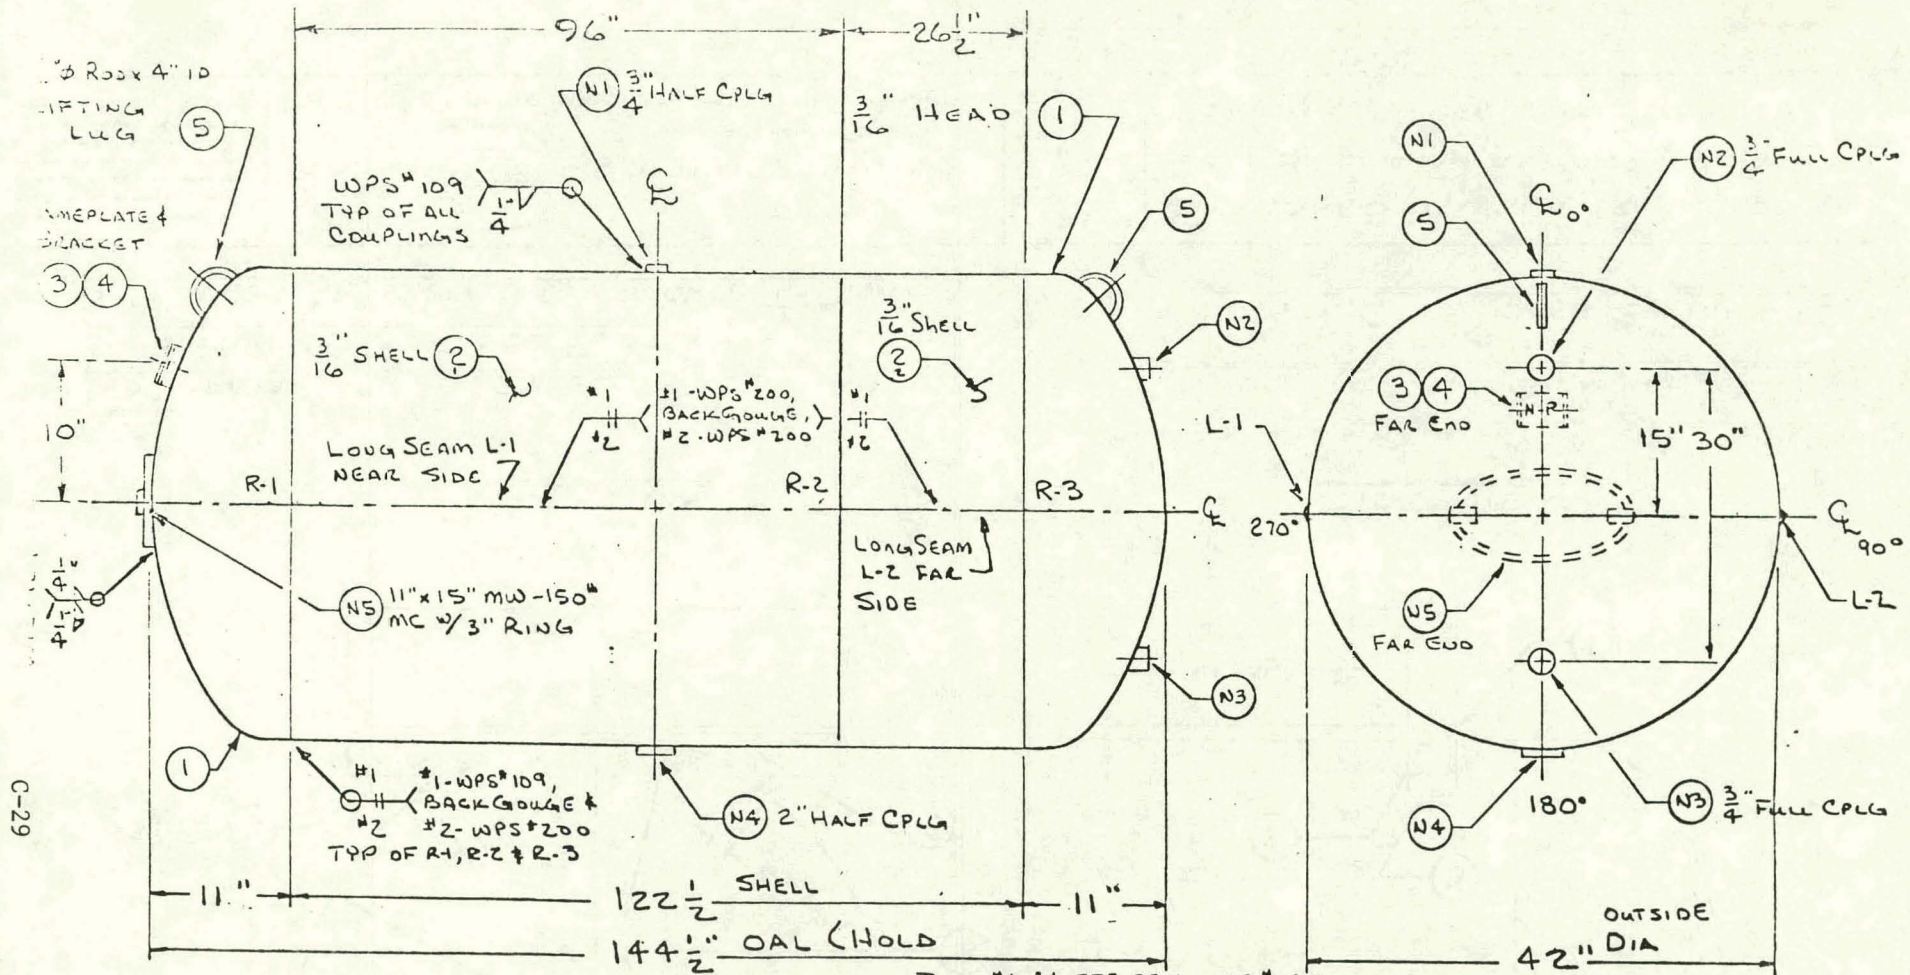 96"
26 1/2"
"Φ ROD x 4" ID
LIFTING
LUG
5
N1 3/4" HALF CPLG
3/16" HEAD
1
N1
℄ 0°
N2 3/4" FULL CPLG
WPS# 109
TYP OF ALL
COUPLINGS
1/4
℄
5
5
NAMEPLATE &
BRACKET
3 4
3/16" SHELL 2
3/16" SHELL
2
N2
10"
#1
#2
#1-WPS#200,
BACK GOUGE,
#2-WPS#200
#1
#2
3 4
FAR END
N-P
15" 30"
L-1
LONG SEAM L-1
NEAR SIDE
R-1
R-2
R-3
℄
270°
℄ 90°
LONG SEAM
L-2 FAR
SIDE
1/4"
1/4
N5 11" x 15" MW-150#
MC W/3" RING
N5
FAR END
L-2
N3
1
#1
#2
#1-WPS#109,
BACK GOUGE &
#2-WPS#200
TYP OF R-1, R-2 & R-3
N4 2" HALF CPLG
N4
180°
N3 3/4" FULL CPLG
11"
122 1/2 SHELL
11"
144 1/2" OAL (HOLD
42" OUTSIDE
DIA
C-29